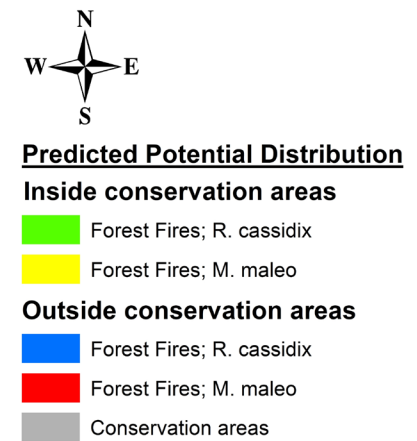 N
W E
S
Predicted Potential Distribution
Inside conservation areas
Forest Fires; R. cassidix
Forest Fires; M. maleo
Outside conservation areas
Forest Fires; R. cassidix
Forest Fires; M. maleo
Conservation areas